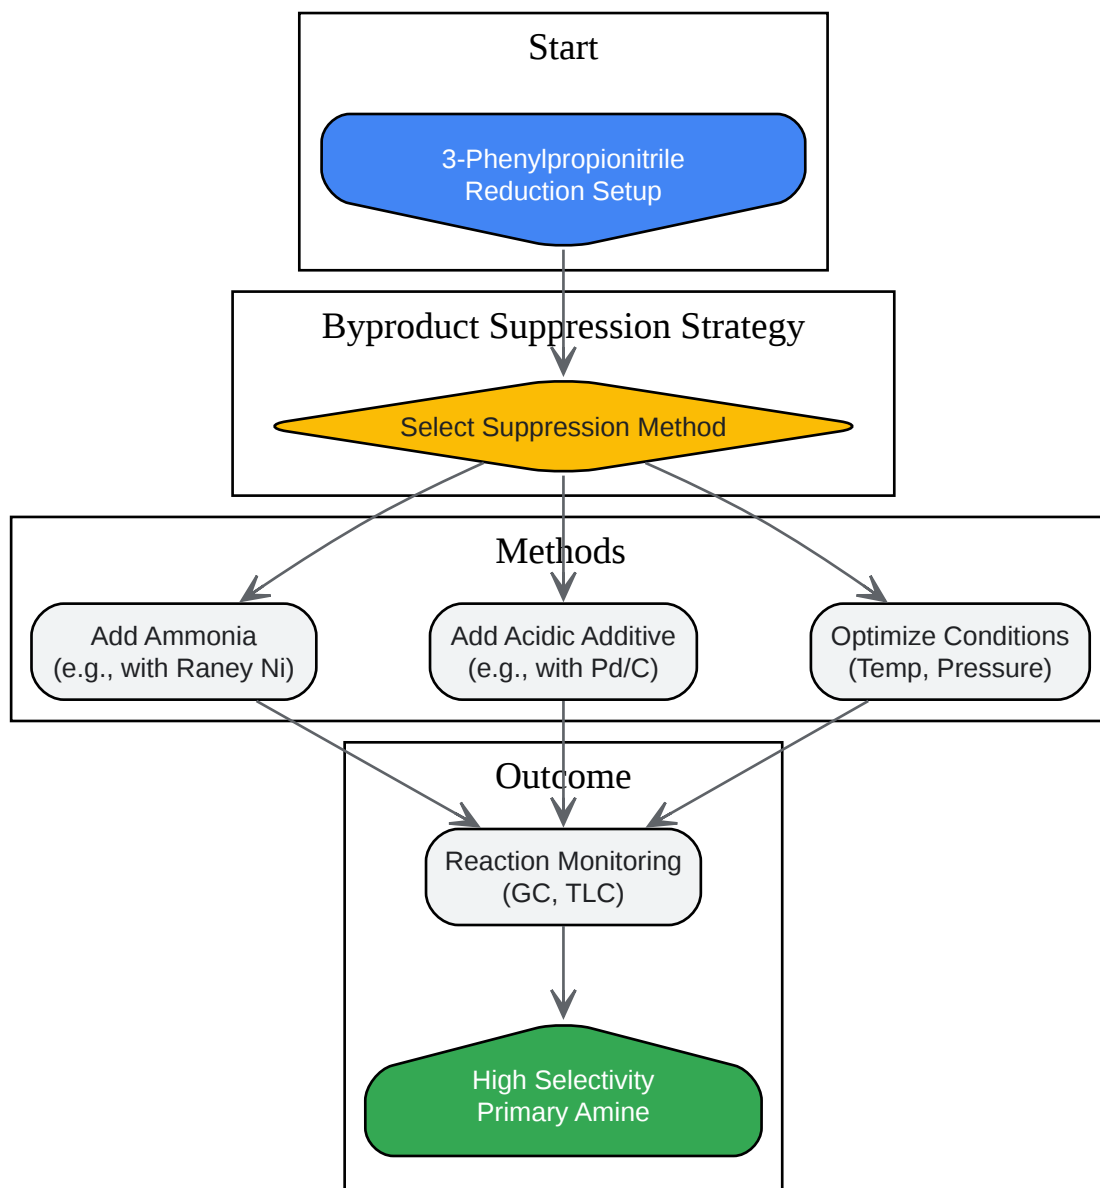 Start
3-Phenylpropionitrile
Reduction Setup
Byproduct Suppression Strategy
Select Suppression Method
Methods
Add Ammonia
(e.g., with Raney Ni)
Add Acidic Additive
(e.g., with Pd/C)
Optimize Conditions
(Temp, Pressure)
Outcome
Reaction Monitoring
(GC, TLC)
High Selectivity
Primary Amine